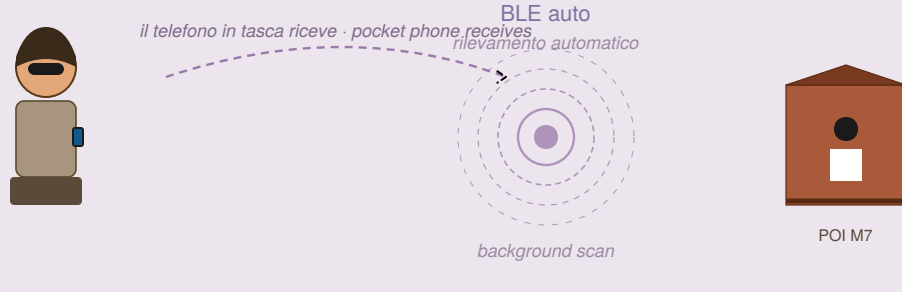 BLE auto
il telefono in tasca riceve · pocket phone receives
rilevamento automatico
POI M7
background scan